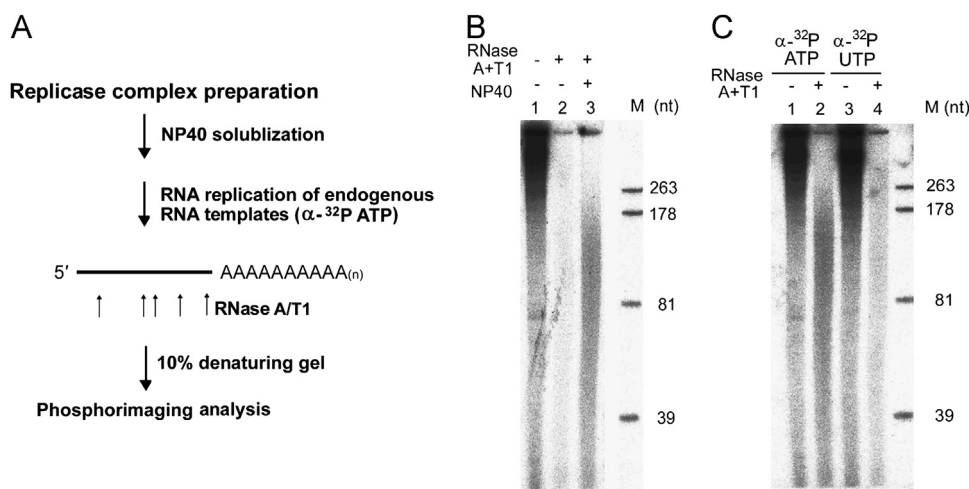 A
Replicase complex preparation
NP40 solublization
RNA replication of endogenous
RNA templates (α-³²P ATP)
5′ AAAAAAAAAA(n)
RNase A/T1
10% denaturing gel
Phosphorimaging analysis
B
RNase
A+T1 - + +
NP40 - - +
1 2 3 M (nt)
263
178
81
39
C
α-³²P α-³²P
ATP UTP
RNase
A+T1 - + - +
1 2 3 4 M (nt)
263
178
81
39